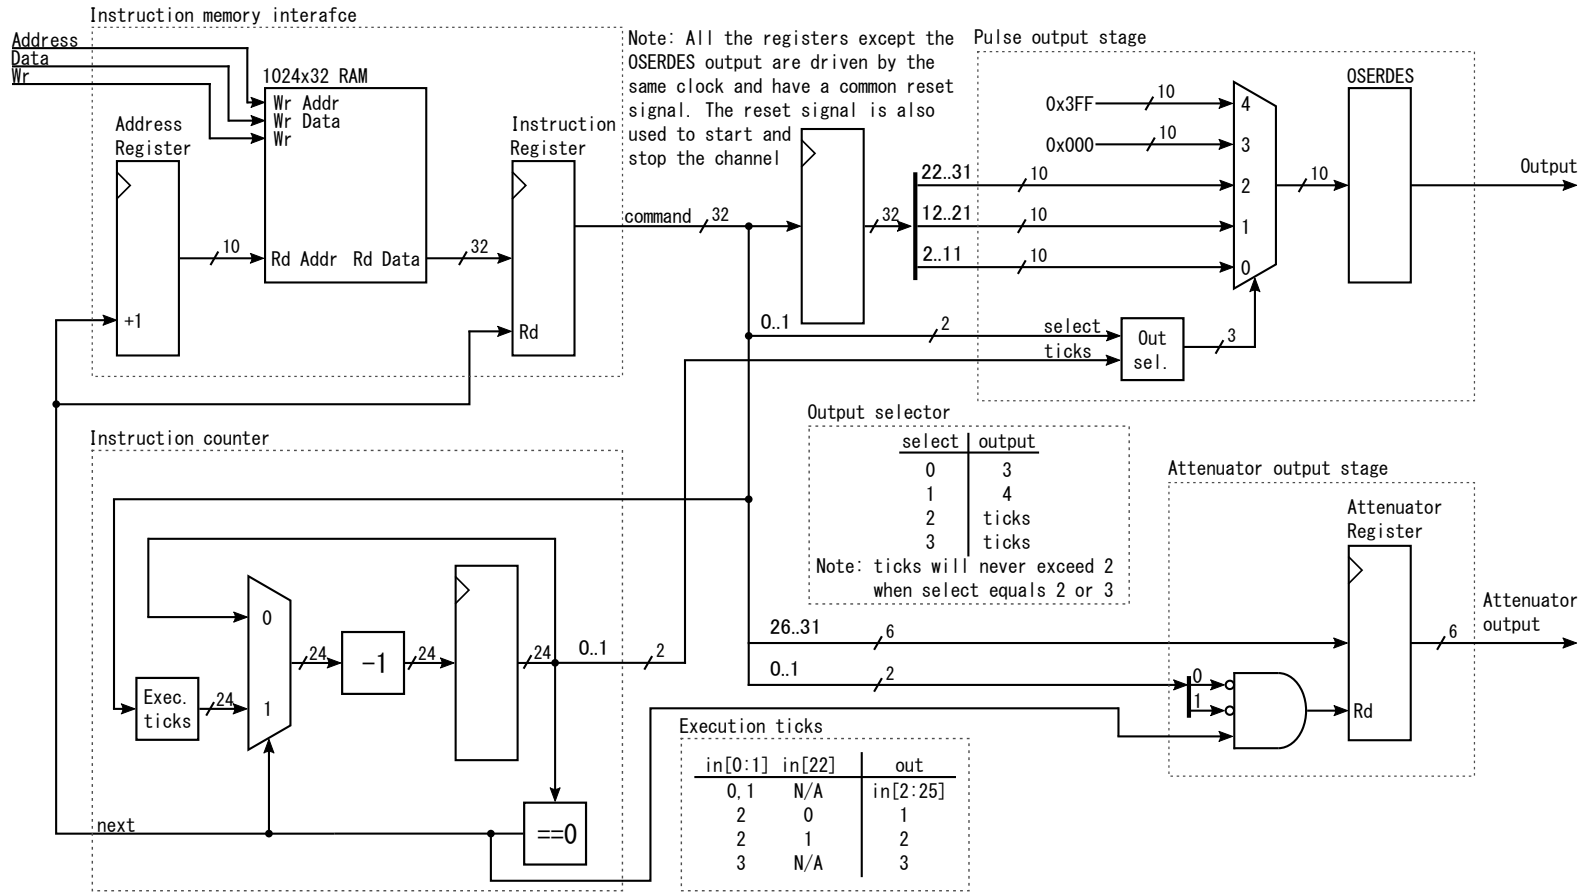 Instruction memory interafce
Address
Data
Wr
1024x32 RAM
Wr Addr
Wr Data
Wr
Address
Register
+1
10
Rd Addr
Rd Data
32
Instruction
Register
Rd
Note: All the registers except the
OSERDES output are driven by the
same clock and have a common reset
signal. The reset signal is also
used to start and
stop the channel
command
32
32
Pulse output stage
0x3FF
10
4
0x000
10
3
22..31
10
2
12..21
10
1
2..11
10
0
10
OSERDES
Output
0..1
2
select
ticks
Out
sel.
3
Instruction counter
0
1
Exec.
ticks
24
24
-1
24
24
0..1
2
==0
next
Output selector
select output
0 3
1 4
2 ticks
3 ticks
Note: ticks will never exceed 2
when select equals 2 or 3
Attenuator output stage
Attenuator
Register
26..31
6
0..1
2
0
1
Rd
6
Attenuator
output
Execution ticks
in[0:1] in[22] out
0,1 N/A in[2:25]
2 0 1
2 1 2
3 N/A 3